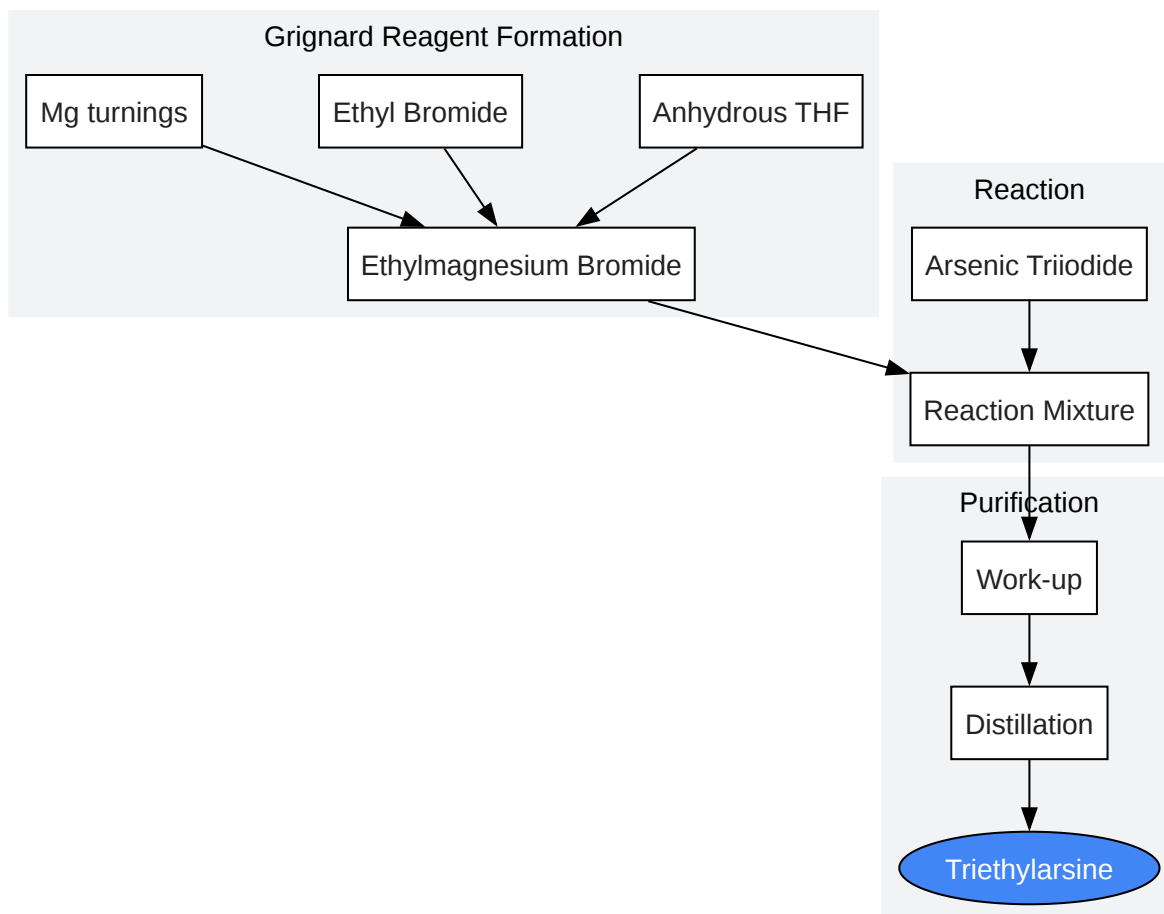 Grignard Reagent Formation
Mg turnings
Ethyl Bromide
Anhydrous THF
Ethylmagnesium Bromide
Reaction
Arsenic Triiodide
Reaction Mixture
Purification
Work-up
Distillation
Triethylarsine